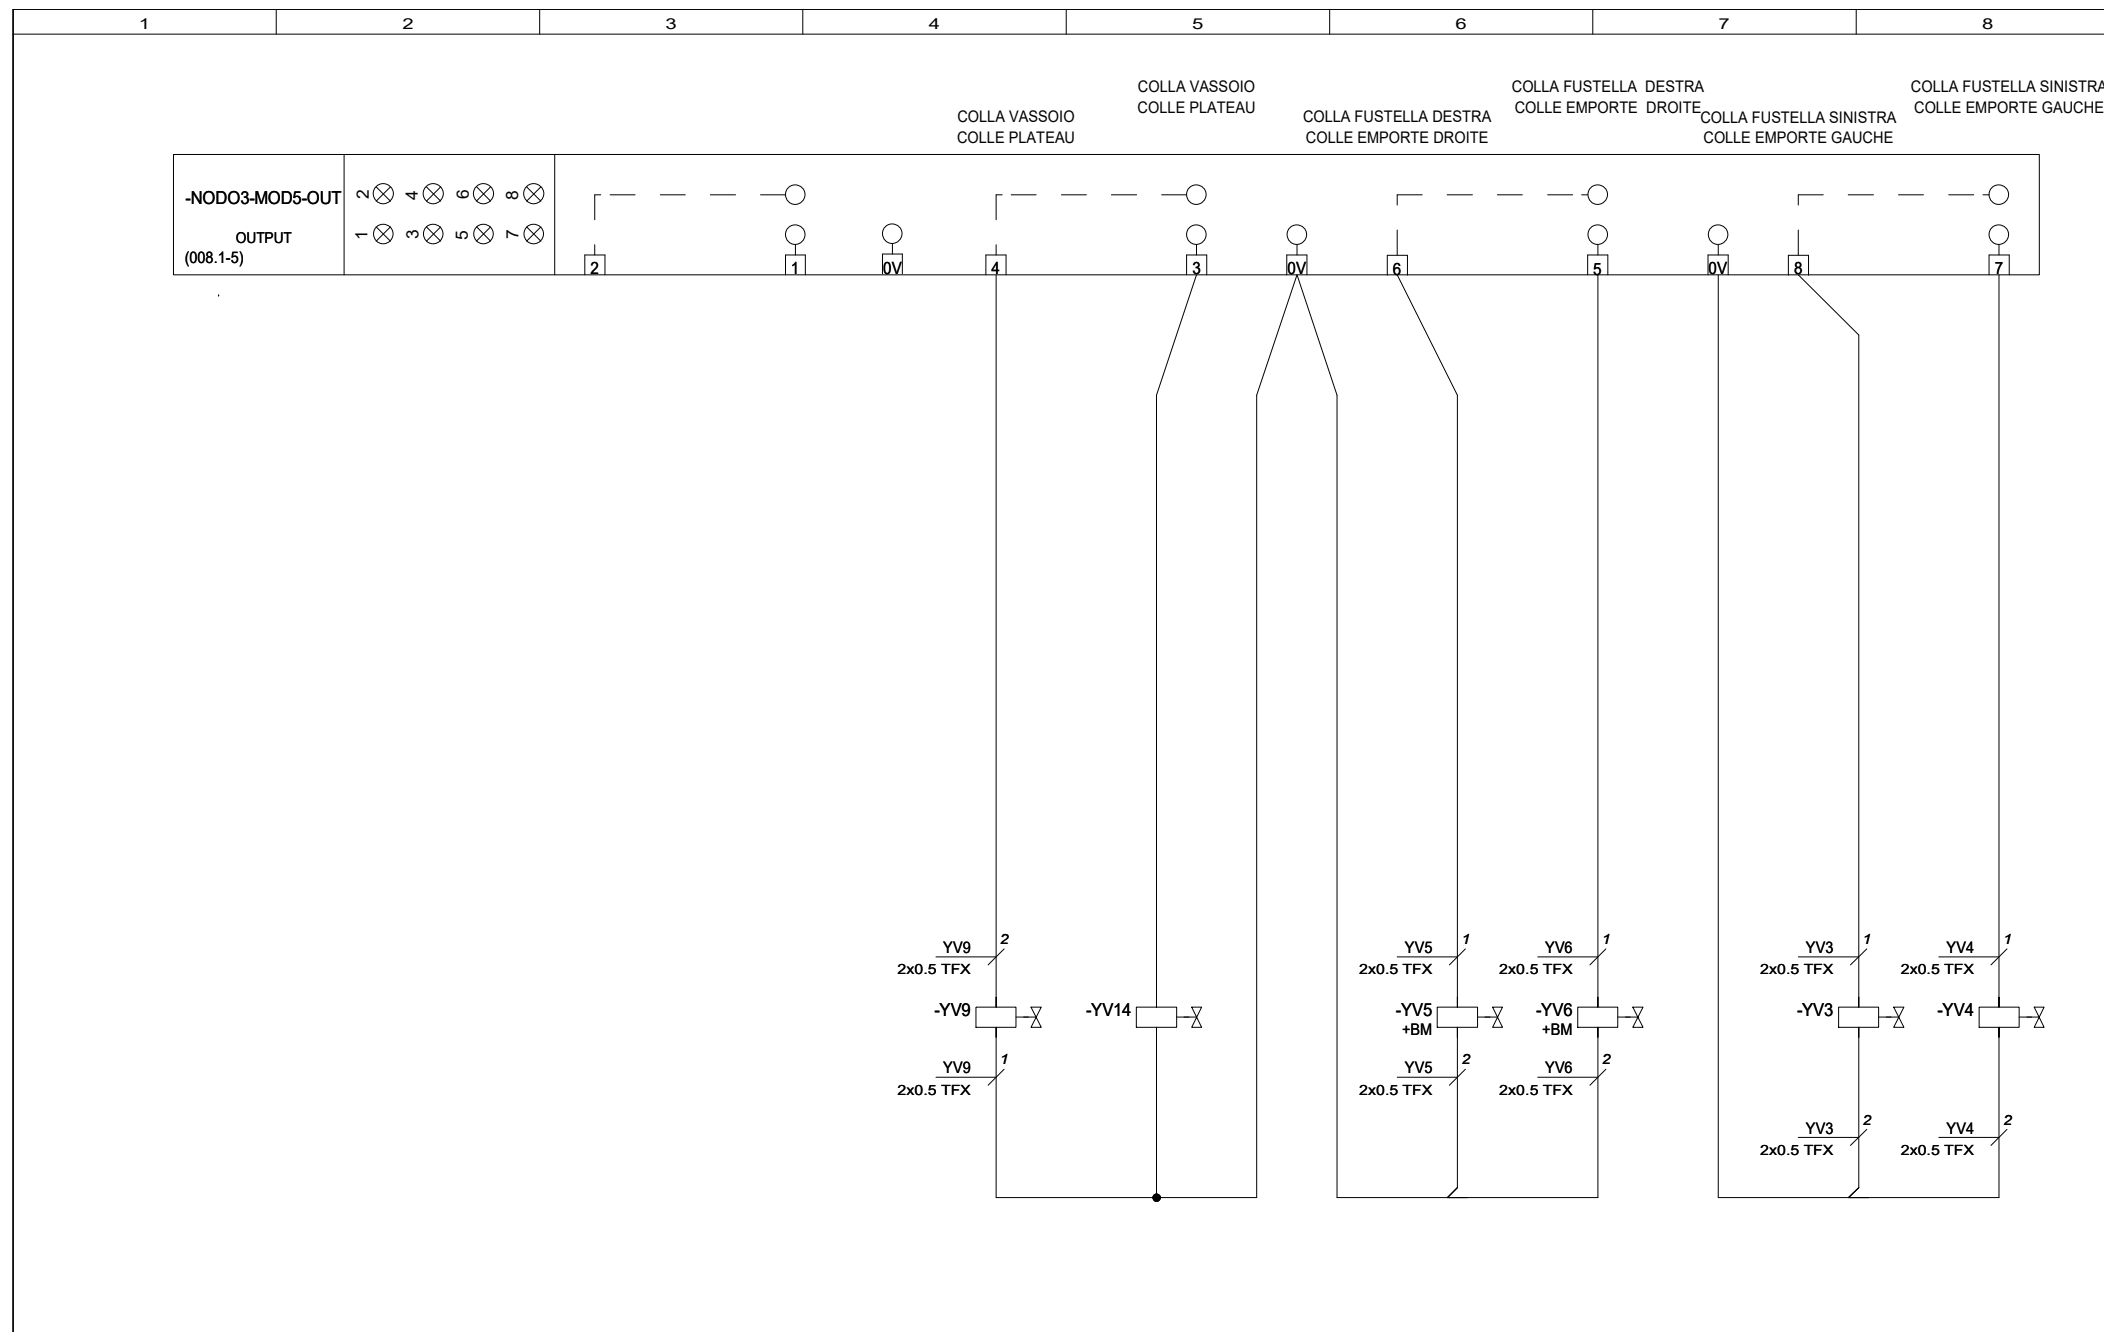 1 2 3 4 5 6 7 8
COLLA VASSOIO
COLLE PLATEAU
COLLA VASSOIO
COLLE PLATEAU
COLLA FUSTELLA DESTRA
COLLE EMPORTE DROITE
COLLA FUSTELLA DESTRA
COLLE EMPORTE DROITE
COLLA FUSTELLA SINISTRA
COLLE EMPORTE GAUCHE
COLLA FUSTELLA SINISTRA
COLLE EMPORTE GAUCHE
-NODO3-MOD5-OUT
OUTPUT
(008.1-5)
2 4 6 8
1 3 5 7
2 1 0V 4 3 0V 6 5 0V 8 7
YV9 2
2x0.5 TFX
YV5 1
2x0.5 TFX
YV6 1
2x0.5 TFX
YV3 1
2x0.5 TFX
YV4 1
2x0.5 TFX
-YV9
-YV14
-YV5
+BM
-YV6
+BM
-YV3
-YV4
YV9 1
2x0.5 TFX
YV5 2
2x0.5 TFX
YV6 2
2x0.5 TFX
YV3 2
2x0.5 TFX
YV4 2
2x0.5 TFX